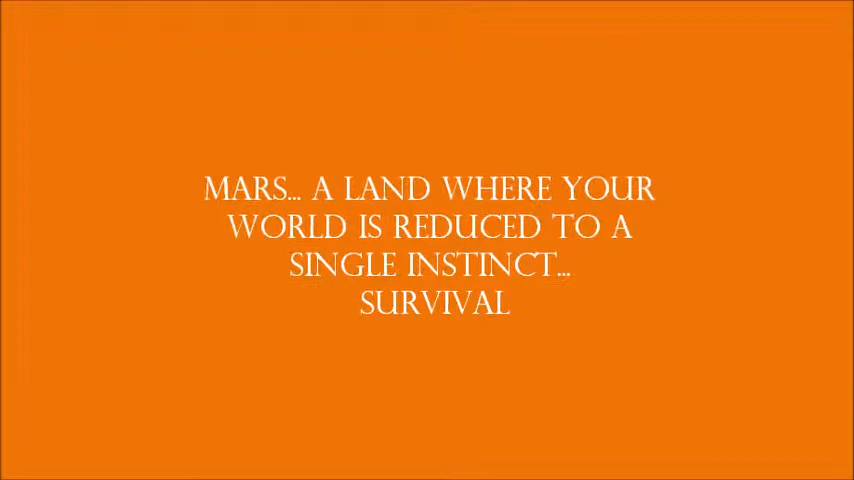 MARS... A LAND WHERE YOUR
WORLD IS REDUCED TO A
SINGLE INSTINCT...
SURVIVAL